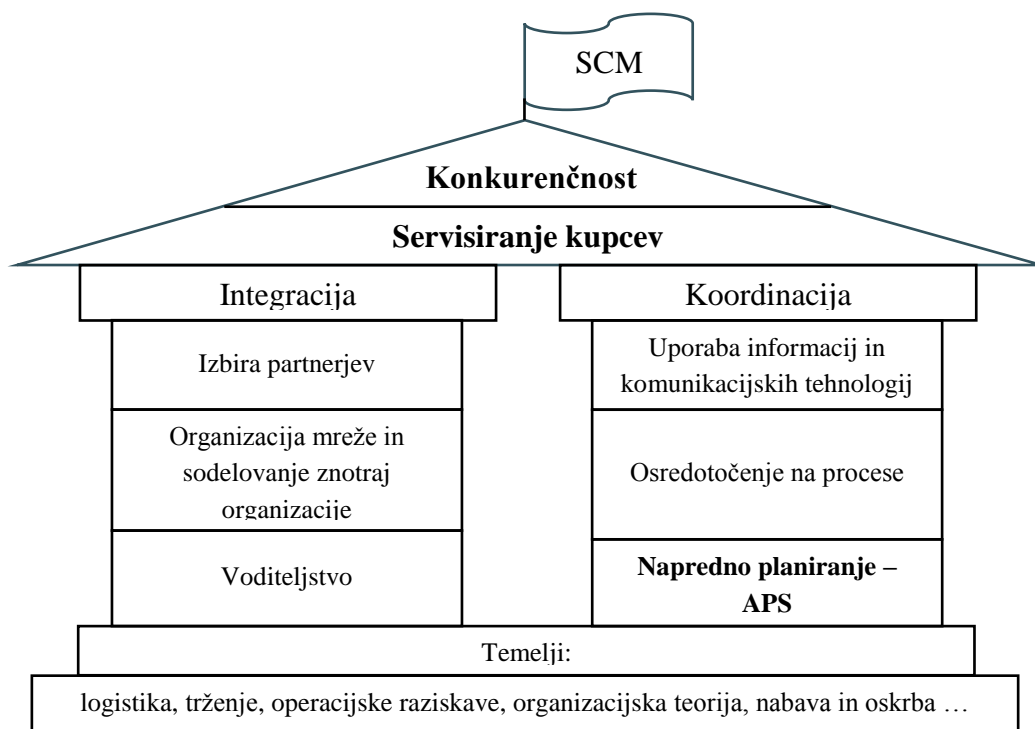 SCM
Konkurenčnost
Servisiranje kupcev
Integracija
Izbira partnerjev
Organizacija mreže in
sodelovanje znotraj
organizacije
Voditeljstvo
Koordinacija
Uporaba informacij in
komunikacijskih tehnologij
Osredotočenje na procese
Napredno planiranje –
APS
Temelji:
logistika, trženje, operacijske raziskave, organizacijska teorija, nabava in oskrba …